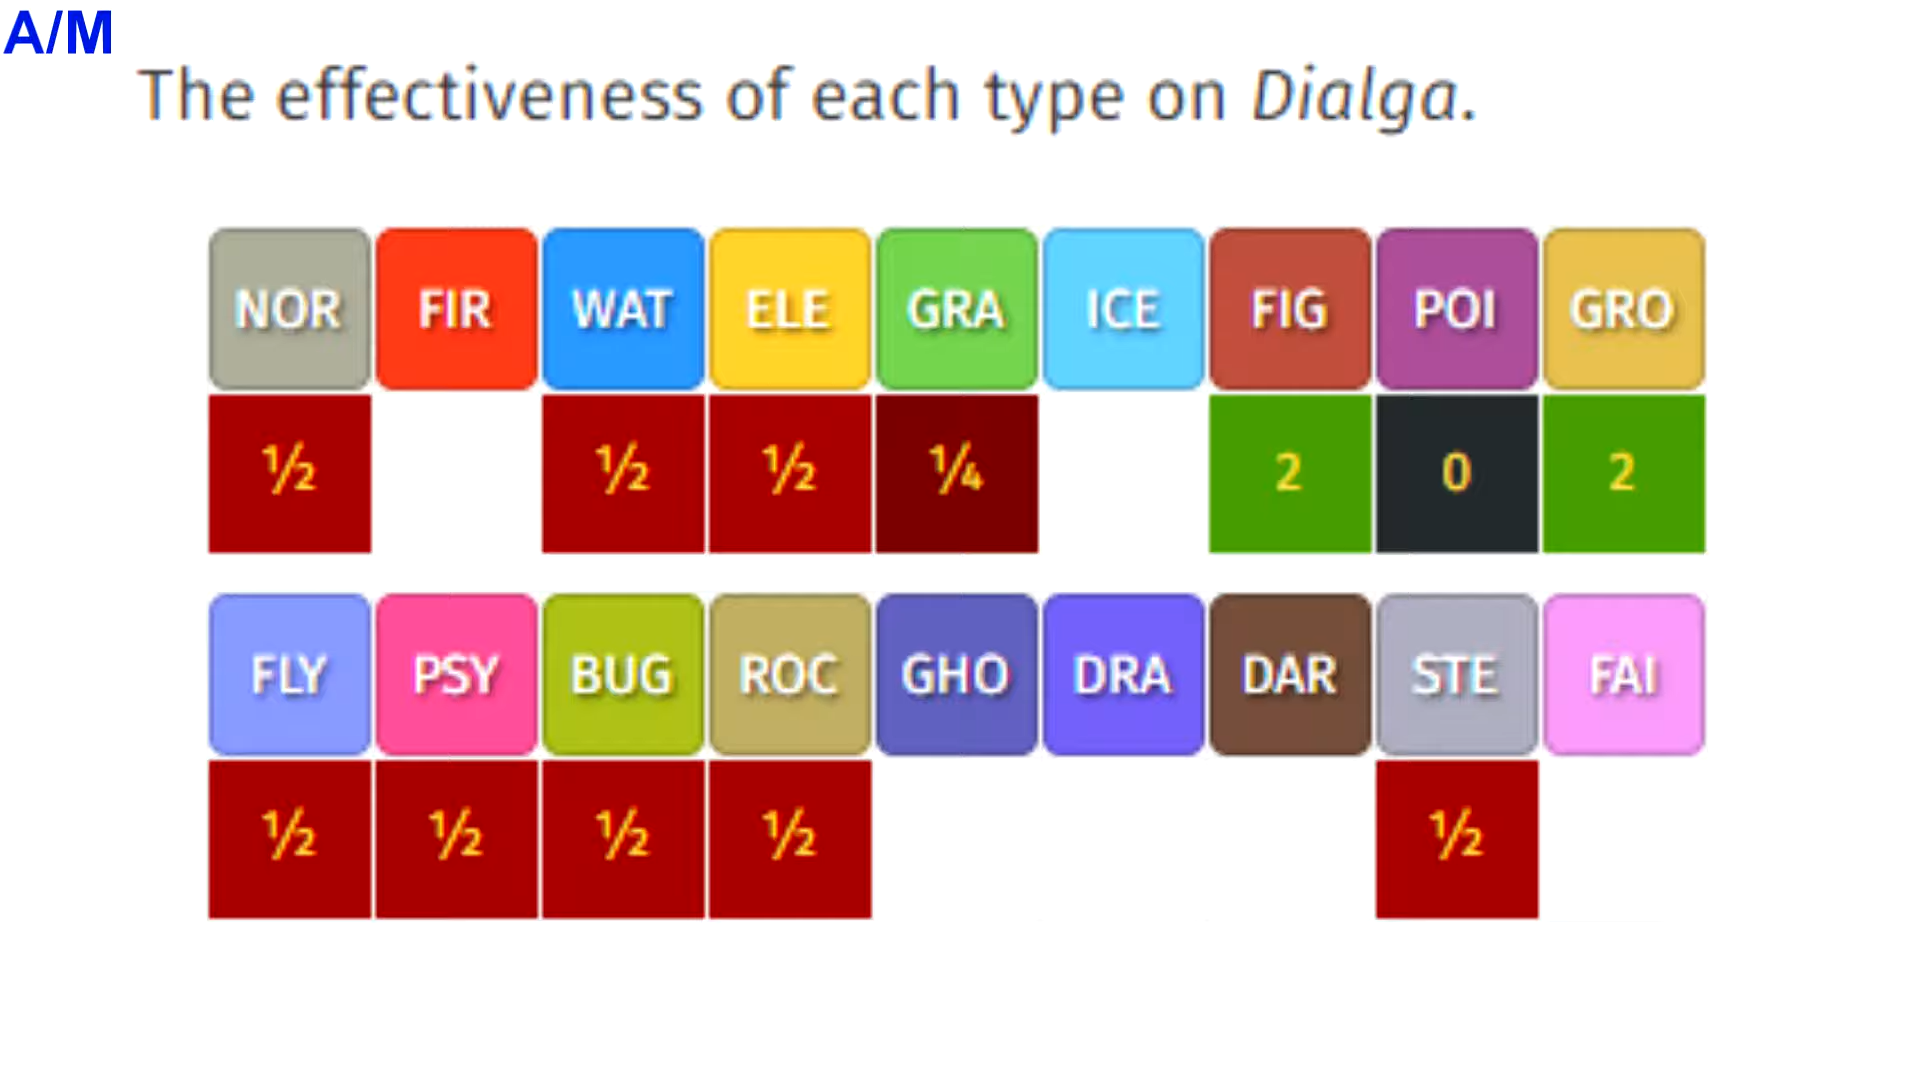 A/M
The effectiveness of each type on Dialga.
NOR FIR WAT ELE GRA ICE FIG POI GRO
½ ½ ½ ¼ 2 0 2
FLY PSY BUG ROC GHO DRA DAR STE FAI
½ ½ ½ ½ ½